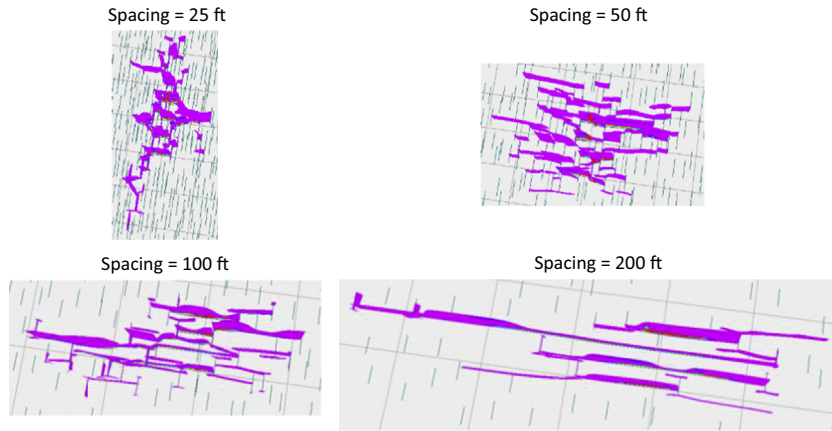 Spacing = 25 ft
Spacing = 50 ft
Spacing = 100 ft
Spacing = 200 ft